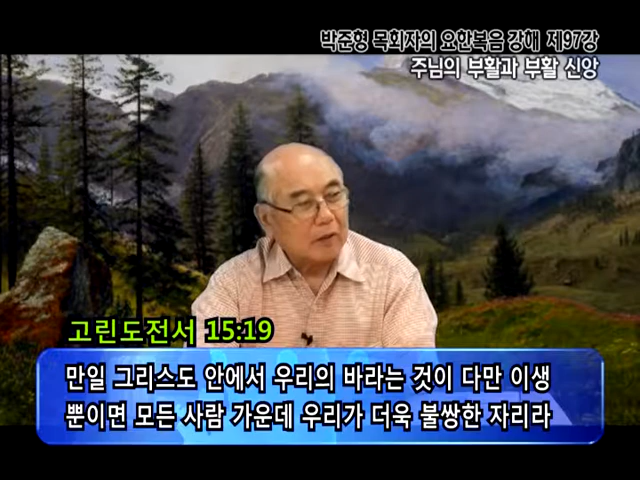 박준형 목회자의 요한복음 강해 제97강
주님의 부활과 부활 신앙
고린도전서 15:19
만일 그리스도 안에서 우리의 바라는 것이 다만 이생
뿐이면 모든 사람 가운데 우리가 더욱 불쌍한 자리라